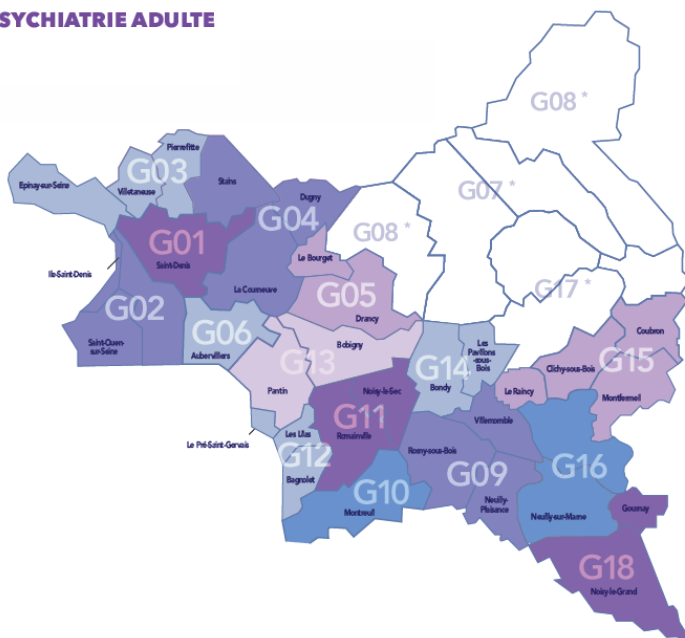 SYCHIATRIE ADULTE
G08 *
Pierrefitte
G03
Epinay-sur-Seine
Villetaneuse
Stains
G07 *
Dugny
G04
G08 *
G01
Saint-Denis
Le Bourget
Ile-Saint-Denis
La Courneuve
G05
G17 *
G02
Drancy
G06
Coubron
Saint-Ouen-
sur-Seine
Aubervilliers
Bobigny
Les
Pavillons
-sous-
Bois
G13
G14
G15
Clichy-sous-Bois
Bondy
Pantin
Noisy-le-Sec
Le Raincy
Montfermeil
G11
Villemomble
Romainville
Le Pré-Saint-Gervais
Les Lilas
G12
Rosny-sous-Bois
G16
Bagnolet
G09
G10
Neuilly-
Plaisance
Montreuil
Neuilly-sur-Marne
Gournay
G18
Noisy-le-Grand